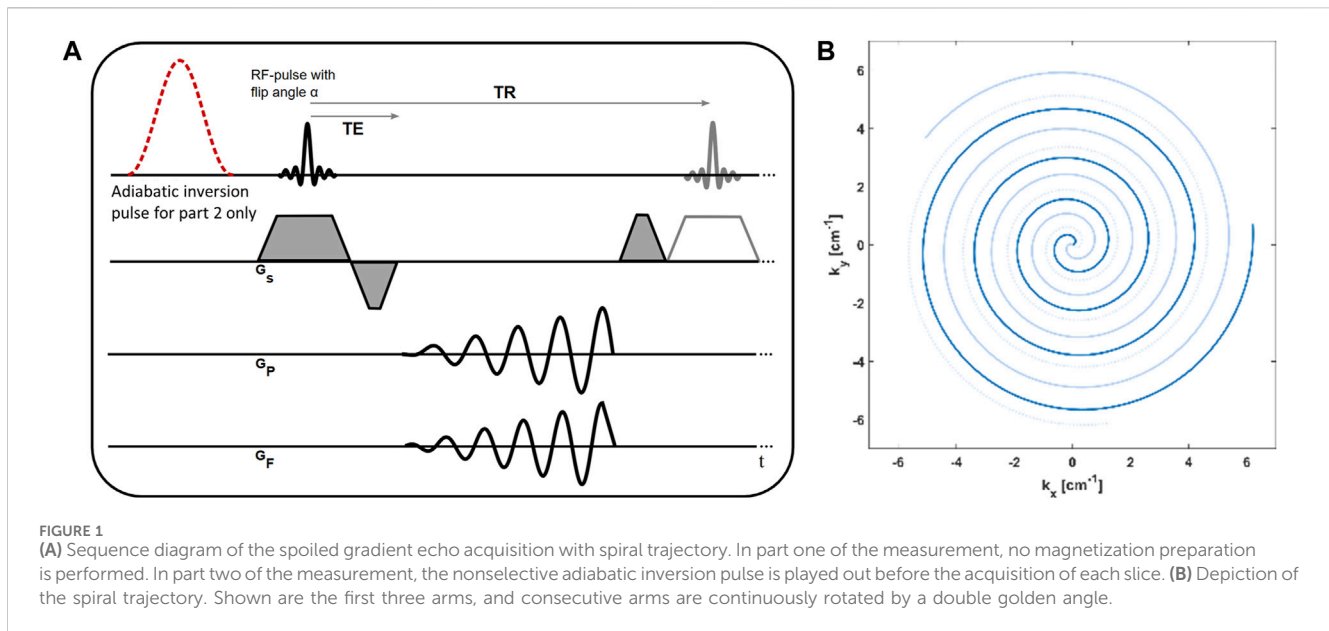 A
RF-pulse with
flip angle α
TR
TE
Adiabatic inversion
pulse for part 2 only
Gs
GP
GF
t
B
6
4
2
0
-2
-4
-6
ky [cm-1]
-6 -4 -2 0 2 4 6
kx [cm-1]
FIGURE 1
(A) Sequence diagram of the spoiled gradient echo acquisition with spiral trajectory. In part one of the measurement, no magnetization preparation
is performed. In part two of the measurement, the nonselective adiabatic inversion pulse is played out before the acquisition of each slice. (B) Depiction of
the spiral trajectory. Shown are the first three arms, and consecutive arms are continuously rotated by a double golden angle.